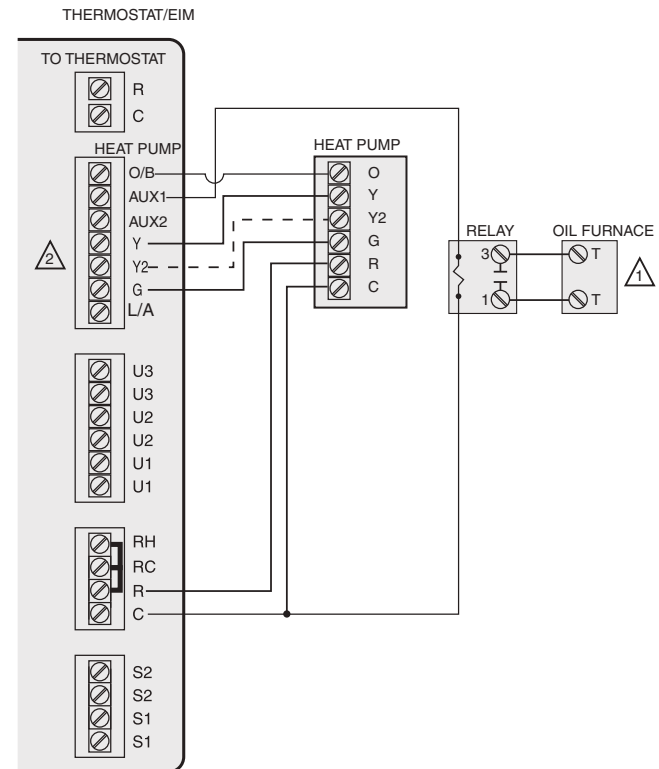 THERMOSTAT/EIM
TO THERMOSTAT
R
C
HEAT PUMP
O/B
AUX1
AUX2
Y
Y2
G
L/A
2
U3
U3
U2
U2
U1
U1
RH
RC
R
C
S2
S2
S1
S1
HEAT PUMP
O
Y
Y2
G
R
C
RELAY
3
1
OIL FURNACE
T
T
1